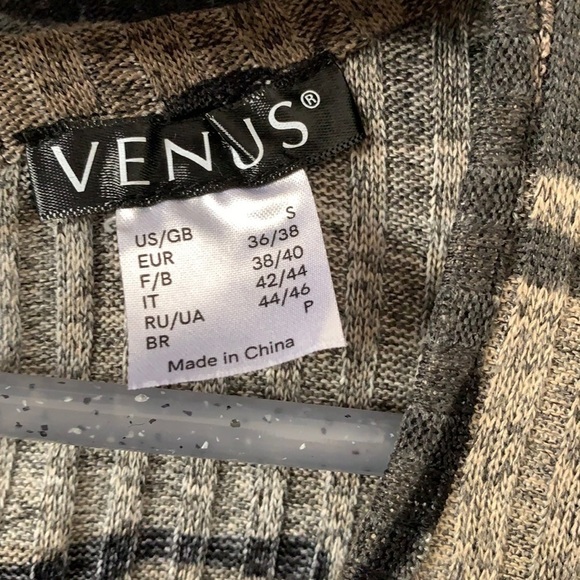 VENUS®
US/GB S
EUR 36/38
F/B 38/40
IT 42/44
RU/UA 44/46
BR P
Made in China